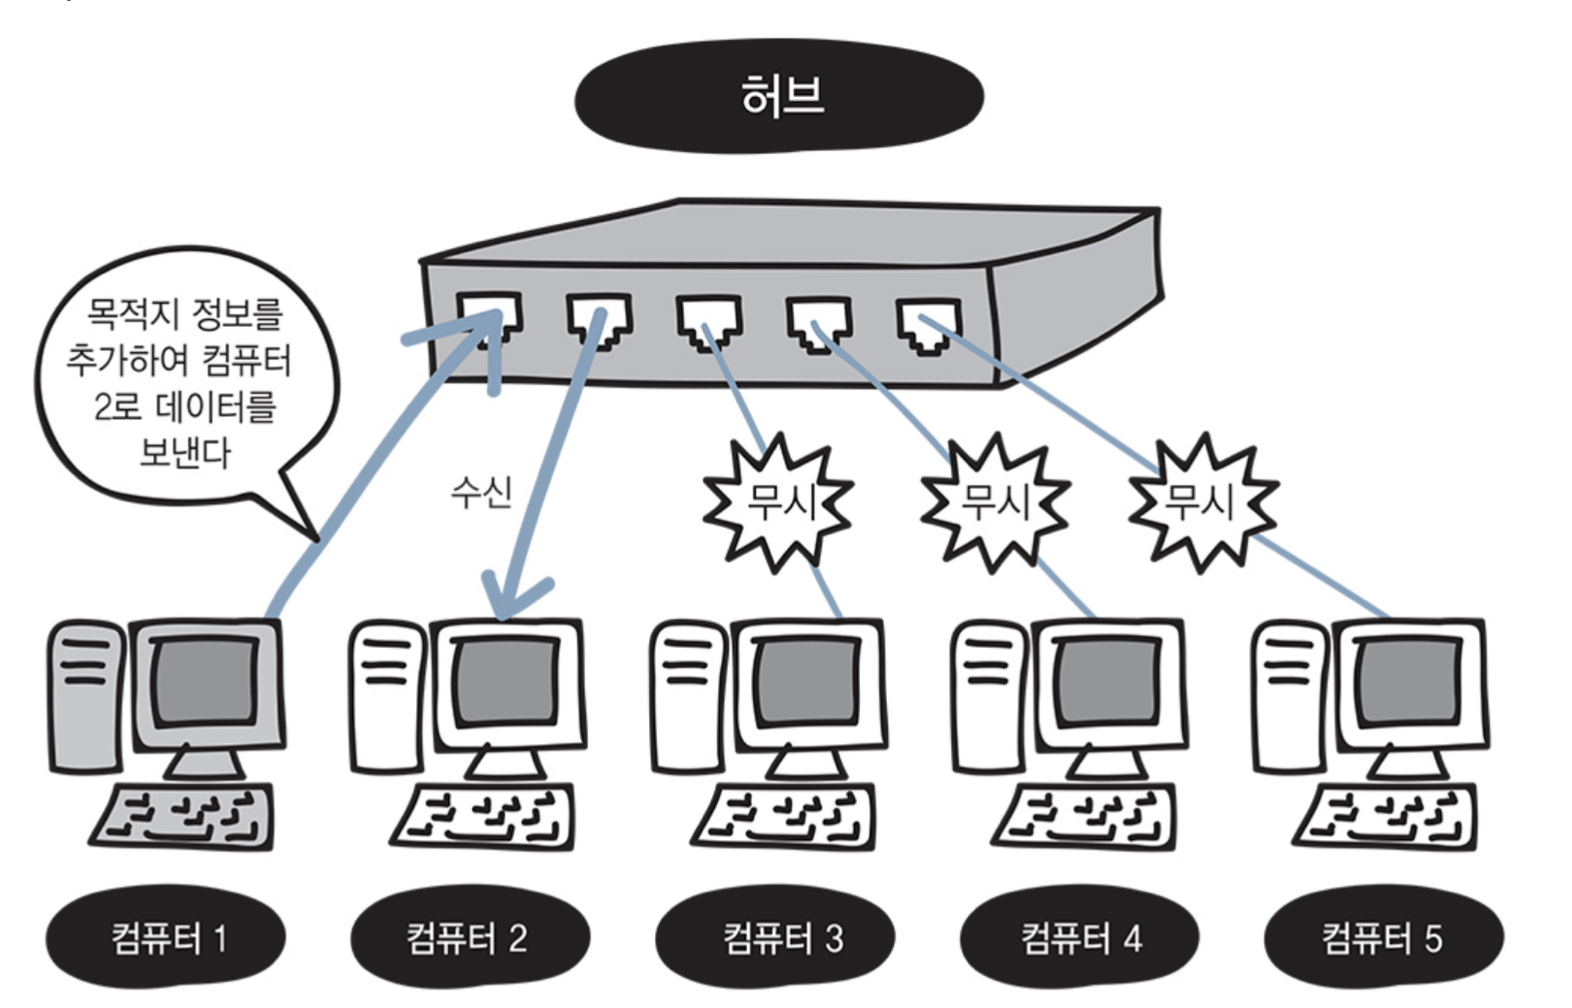 허브
목적지 정보를
추가하여 컴퓨터
2로 데이터를
보낸다
수신
무시
무시
무시
컴퓨터 1
컴퓨터 2
컴퓨터 3
컴퓨터 4
컴퓨터 5